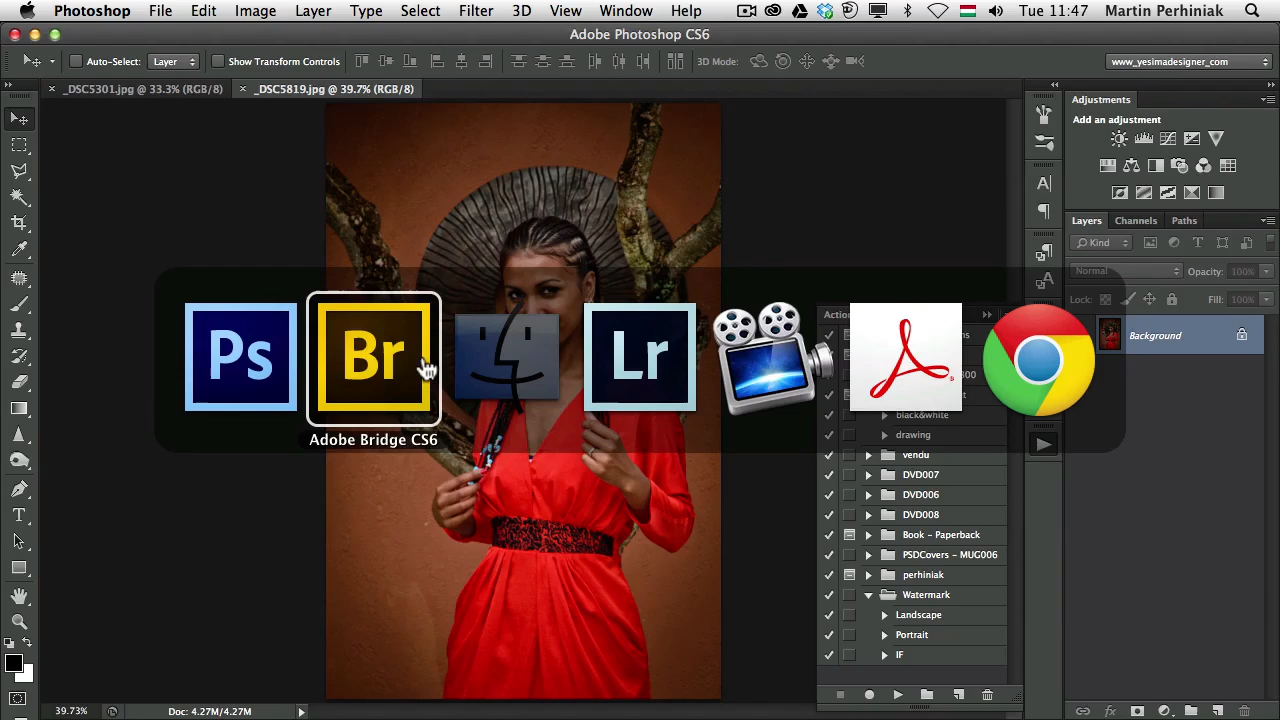 Photoshop File Edit Image Layer Type Select Filter 3D View Window Help Tue 11:47 Martin Perhiniak
Adobe Photoshop CS6
Auto-Select: Layer Show Transform Controls 3D Mode: www_yesimadesigner_com
_DSC5301.jpg @ 33.3% (RGB/8) _DSC5819.jpg @ 39.7% (RGB/8)
Adjustments
Add an adjustment
Layers Channels Paths
Kind
Normal Opacity: 100%
Lock: Fill: 100%
Background
Ps Br Lr
Adobe Bridge CS6
black&white
drawing
vendu
DVD007
DVD006
DVD008
Book - Paperback
PSDCovers - MUG006
perhiniak
Watermark
Landscape
Portrait
IF
39.73% Doc: 4.27M/4.27M